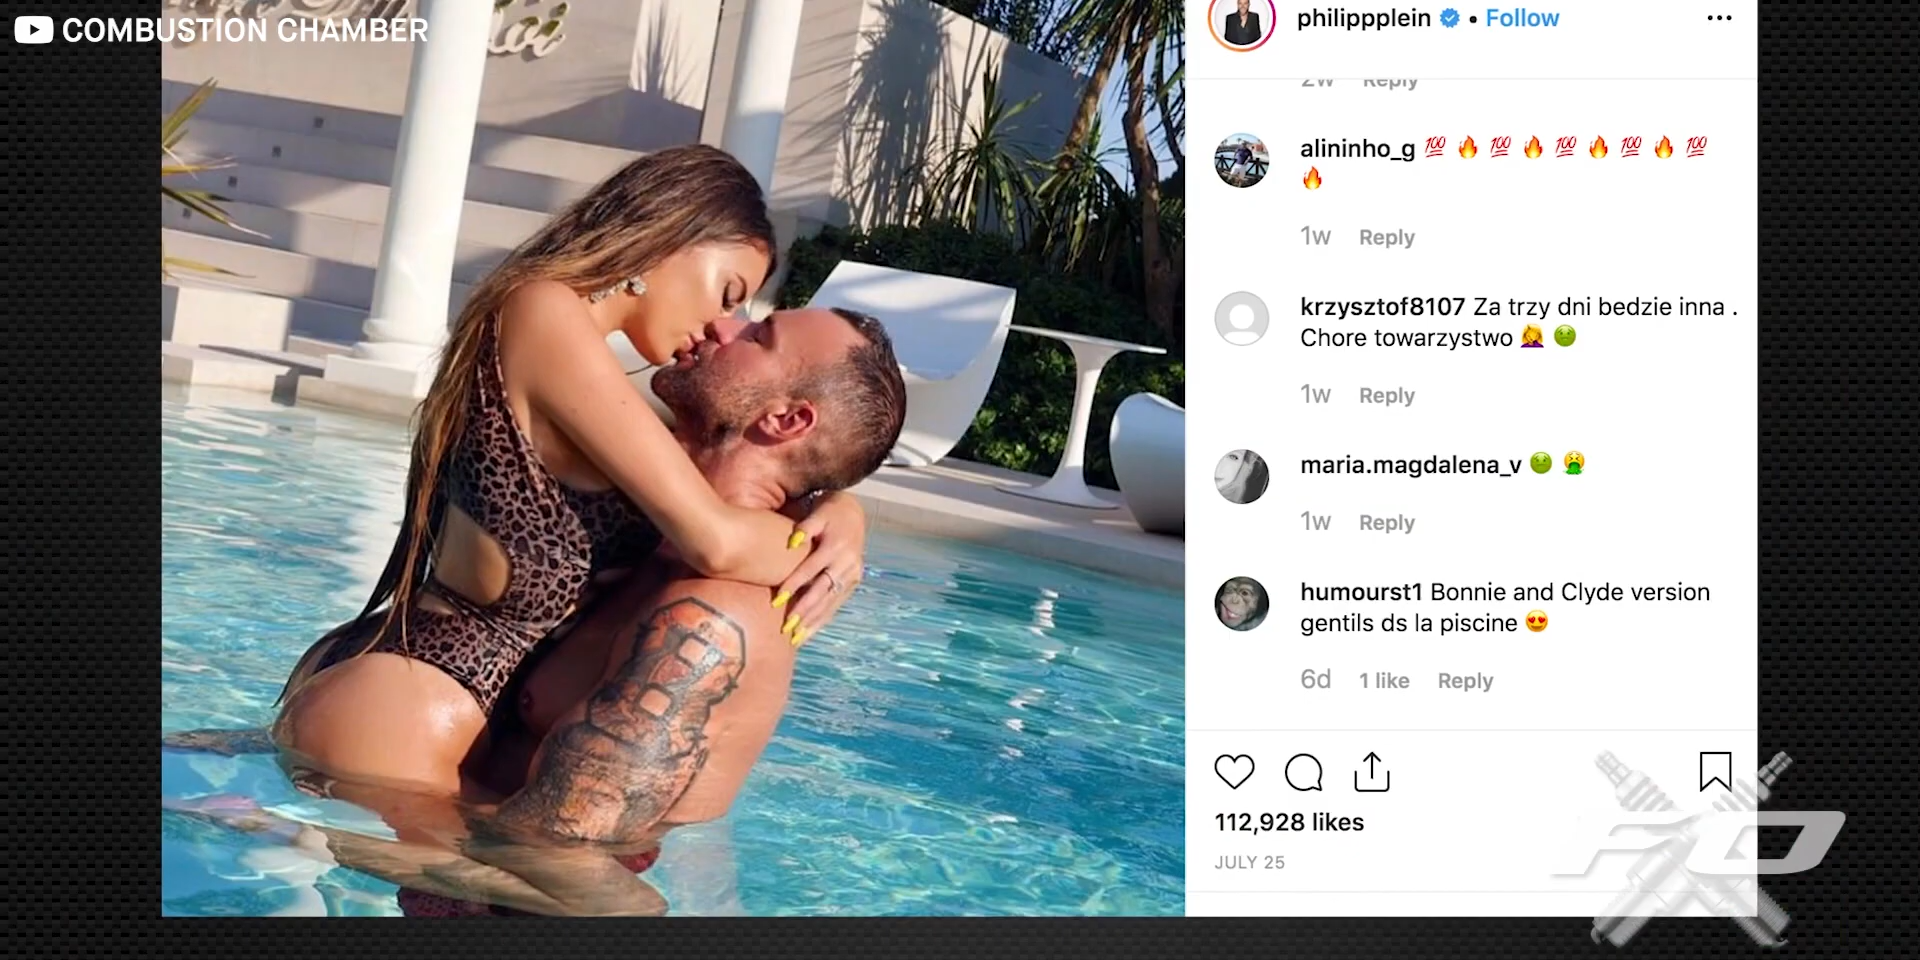 COMBUSTION CHAMBER
philippplein • Follow
2w Reply
alininho_g 💯 🔥 💯 🔥 💯 🔥 💯 🔥 💯
🔥
1w Reply
krzysztof8107 Za trzy dni bedzie inna .
Chore towarzystwo 🤦‍♀️ 🤢
1w Reply
maria.magdalena_v 🤢 🤮
1w Reply
humourst1 Bonnie and Clyde version
gentils ds la piscine 😍
6d 1 like Reply
112,928 likes
JULY 25